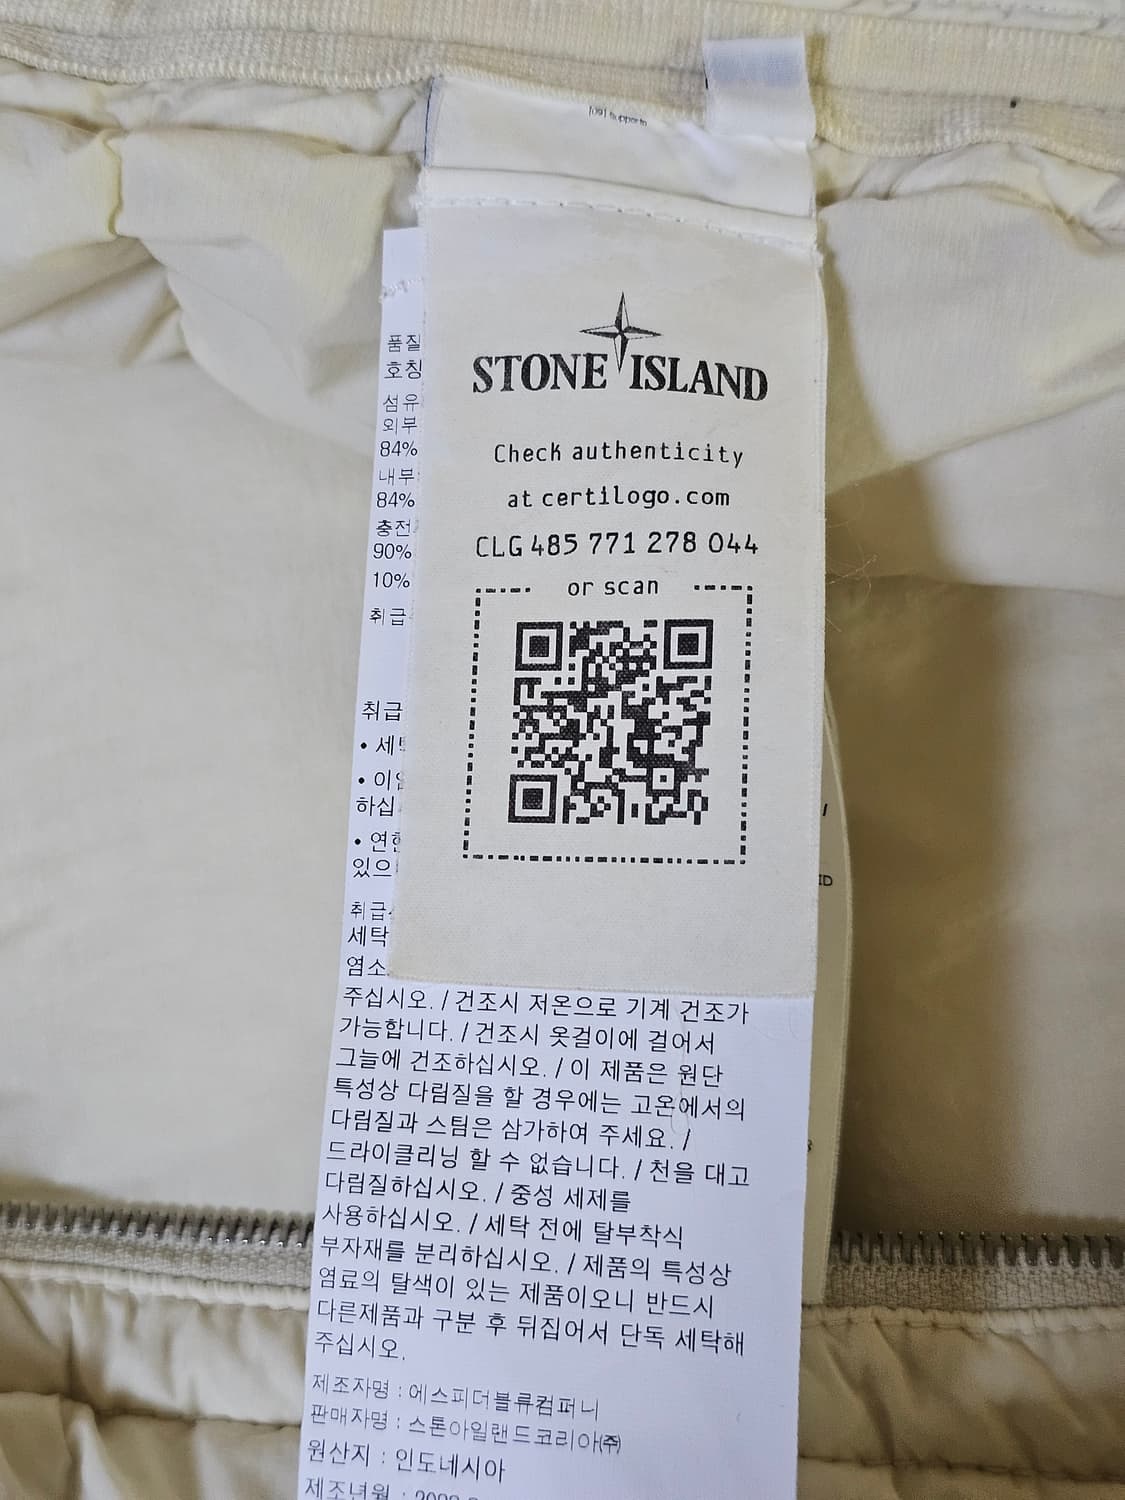 STONE ISLAND
Check authenticity
at certilogo.com
CLG 485 771 278 044
or scan
품질
호칭
섬유
외부
84%
내부
84%
충전
90%
10%
취급
취급
• 세탁
하십
있으
취급
세탁
염소
주십시오. / 건조시 저온으로 기계 건조가
가능합니다. / 건조시 옷걸이에 걸어서
그늘에 건조하십시오. / 이 제품은 원단
특성상 다림질을 할 경우에는 고온에서의
다림질과 스팀은 삼가하여 주세요. /
드라이클리닝 할 수 없습니다. / 천을 대고
다림질하십시오. / 중성 세제를
사용하십시오. / 세탁 전에 탈부착식
부자재를 분리하십시오. / 제품의 특성상
염료의 탈색이 있는 제품이오니 반드시
다른제품과 구분 후 뒤집어서 단독 세탁해
주십시오.
제조자명 : 에스피더블류컴퍼니
판매자명 : 스톤아일랜드코리아㈜
원산지 : 인도네시아
제조년월 :